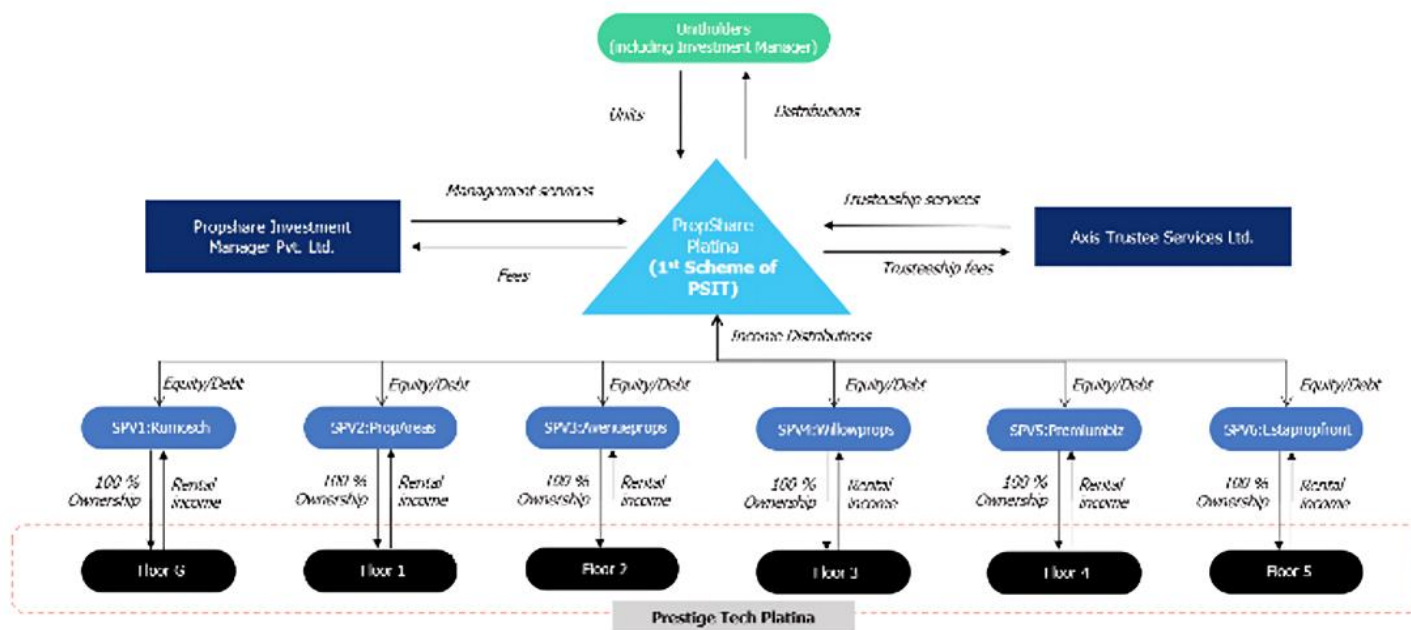 Unitholders
(including Investment Manager)
Units
Distributions
Management services
Trusteeship services
Propshare Investment
Manager Pvt. Ltd.
PropShare
Platina
(1st Scheme of
PSIT)
Axis Trustee Services Ltd.
Fees
Trusteeship fees
Income Distributions
Equity/Debt
Equity/Debt
Equity/Debt
Equity/Debt
Equity/Debt
Equity/Debt
SPV2:PropAreas
SPV3:Avenueprops
SPV4:Willowprops
SPV5:Premiumbiz
SPV6:Estapropfront
100 %
Ownership
Rental
income
100 %
Ownership
Rental
income
100 %
Ownership
Rental
income
100 %
Ownership
Rental
income
100 %
Ownership
Rental
income
100 %
Ownership
Rental
income
Floor G
Floor 1
Floor 2
Floor 3
Floor 4
Floor 5
Prestige Tech Platina